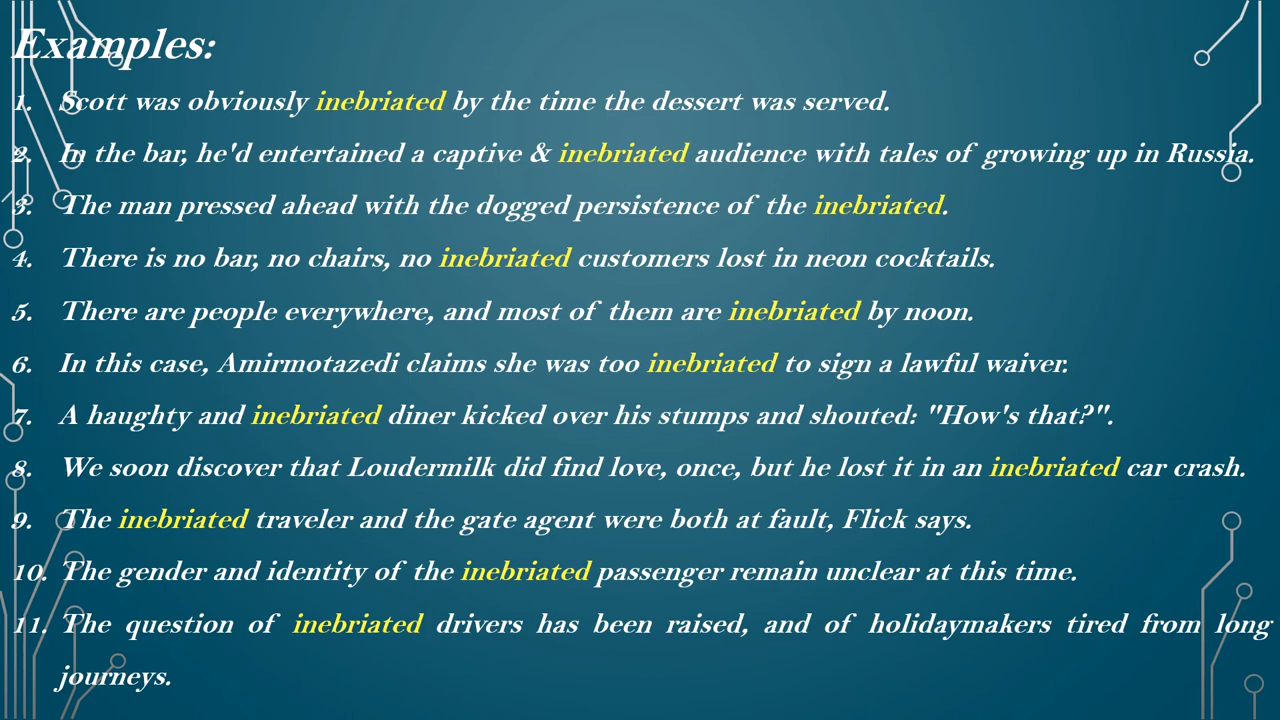 Examples:
1. Scott was obviously inebriated by the time the dessert was served.
2. In the bar, he'd entertained a captive & inebriated audience with tales of growing up in Russia.
3. The man pressed ahead with the dogged persistence of the inebriated.
4. There is no bar, no chairs, no inebriated customers lost in neon cocktails.
5. There are people everywhere, and most of them are inebriated by noon.
6. In this case, Amirmotazedi claims she was too inebriated to sign a lawful waiver.
7. A haughty and inebriated diner kicked over his stumps and shouted: "How's that?".
8. We soon discover that Loudermilk did find love, once, but he lost it in an inebriated car crash.
9. The inebriated traveler and the gate agent were both at fault, Flick says.
10. The gender and identity of the inebriated passenger remain unclear at this time.
11. The question of inebriated drivers has been raised, and of holidaymakers tired from long
journeys.